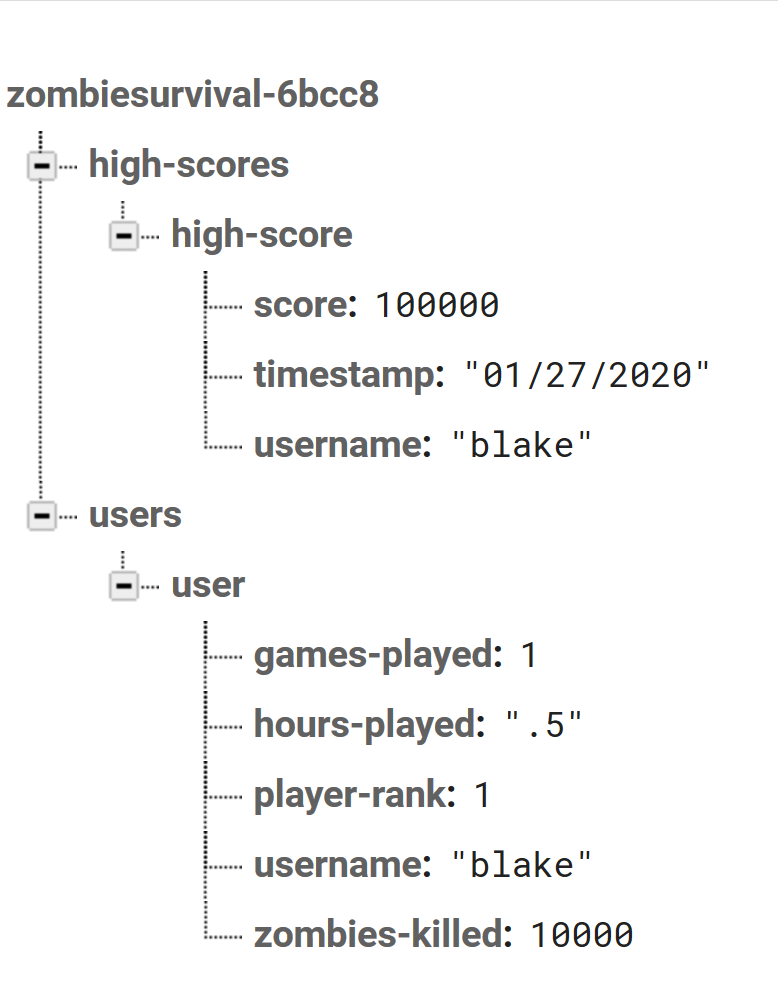 zombiesurvival-6bcc8
high-scores
high-score
score: 100000
timestamp: "01/27/2020"
username: "blake"
users
user
games-played: 1
hours-played: ".5"
player-rank: 1
username: "blake"
zombies-killed: 10000